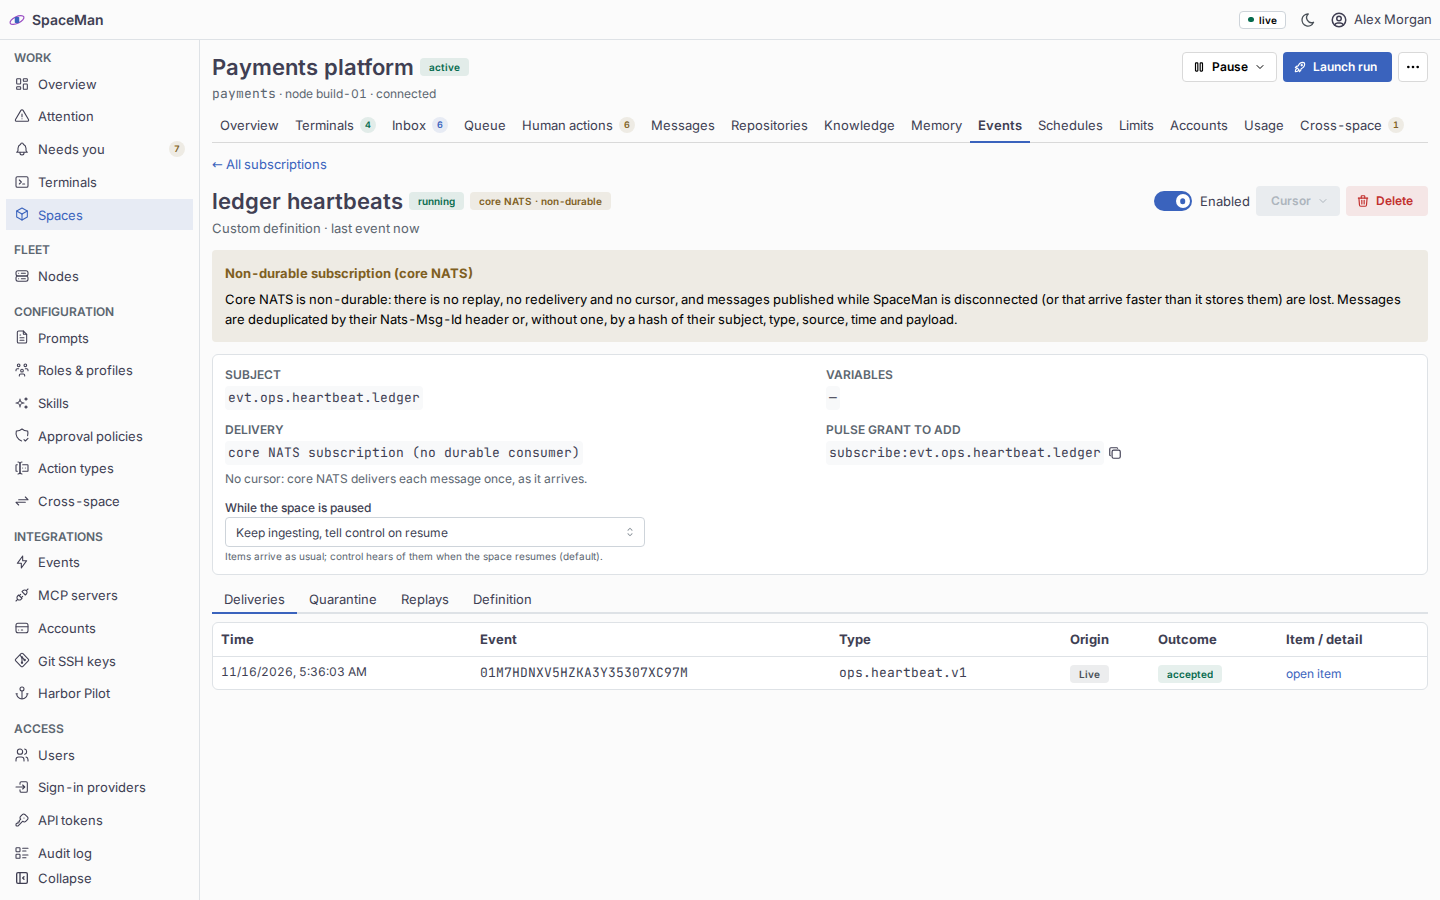 SpaceMan
live
Alex Morgan
WORK
Overview
Attention
Needs you 7
Terminals
Spaces
FLEET
Nodes
CONFIGURATION
Prompts
Roles & profiles
Skills
Approval policies
Action types
Cross-space
INTEGRATIONS
Events
MCP servers
Accounts
Git SSH keys
Harbor Pilot
ACCESS
Users
Sign-in providers
API tokens
Audit log
Collapse
Payments platform active
Pause Launch run
payments · node build-01 · connected
Overview Terminals 4 Inbox 6 Queue Human actions 6 Messages Repositories Knowledge Memory Events Schedules Limits Accounts Usage Cross-space 1
← All subscriptions
ledger heartbeats running core NATS · non-durable
Enabled Cursor Delete
Custom definition · last event now
Non-durable subscription (core NATS)
Core NATS is non-durable: there is no replay, no redelivery and no cursor, and messages published while SpaceMan is disconnected (or that arrive faster than it stores them) are lost. Messages
are deduplicated by their Nats-Msg-Id header or, without one, by a hash of their subject, type, source, time and payload.
SUBJECT
evt.ops.heartbeat.ledger
VARIABLES
—
DELIVERY
core NATS subscription (no durable consumer)
No cursor: core NATS delivers each message once, as it arrives.
PULSE GRANT TO ADD
subscribe:evt.ops.heartbeat.ledger
While the space is paused
Keep ingesting, tell control on resume
Items arrive as usual; control hears of them when the space resumes (default).
Deliveries Quarantine Replays Definition
Time Event Type Origin Outcome Item / detail
11/16/2026, 5:36:03 AM 01M7HDNXV5HZKA3Y35307XC97M ops.heartbeat.v1 Live accepted open item